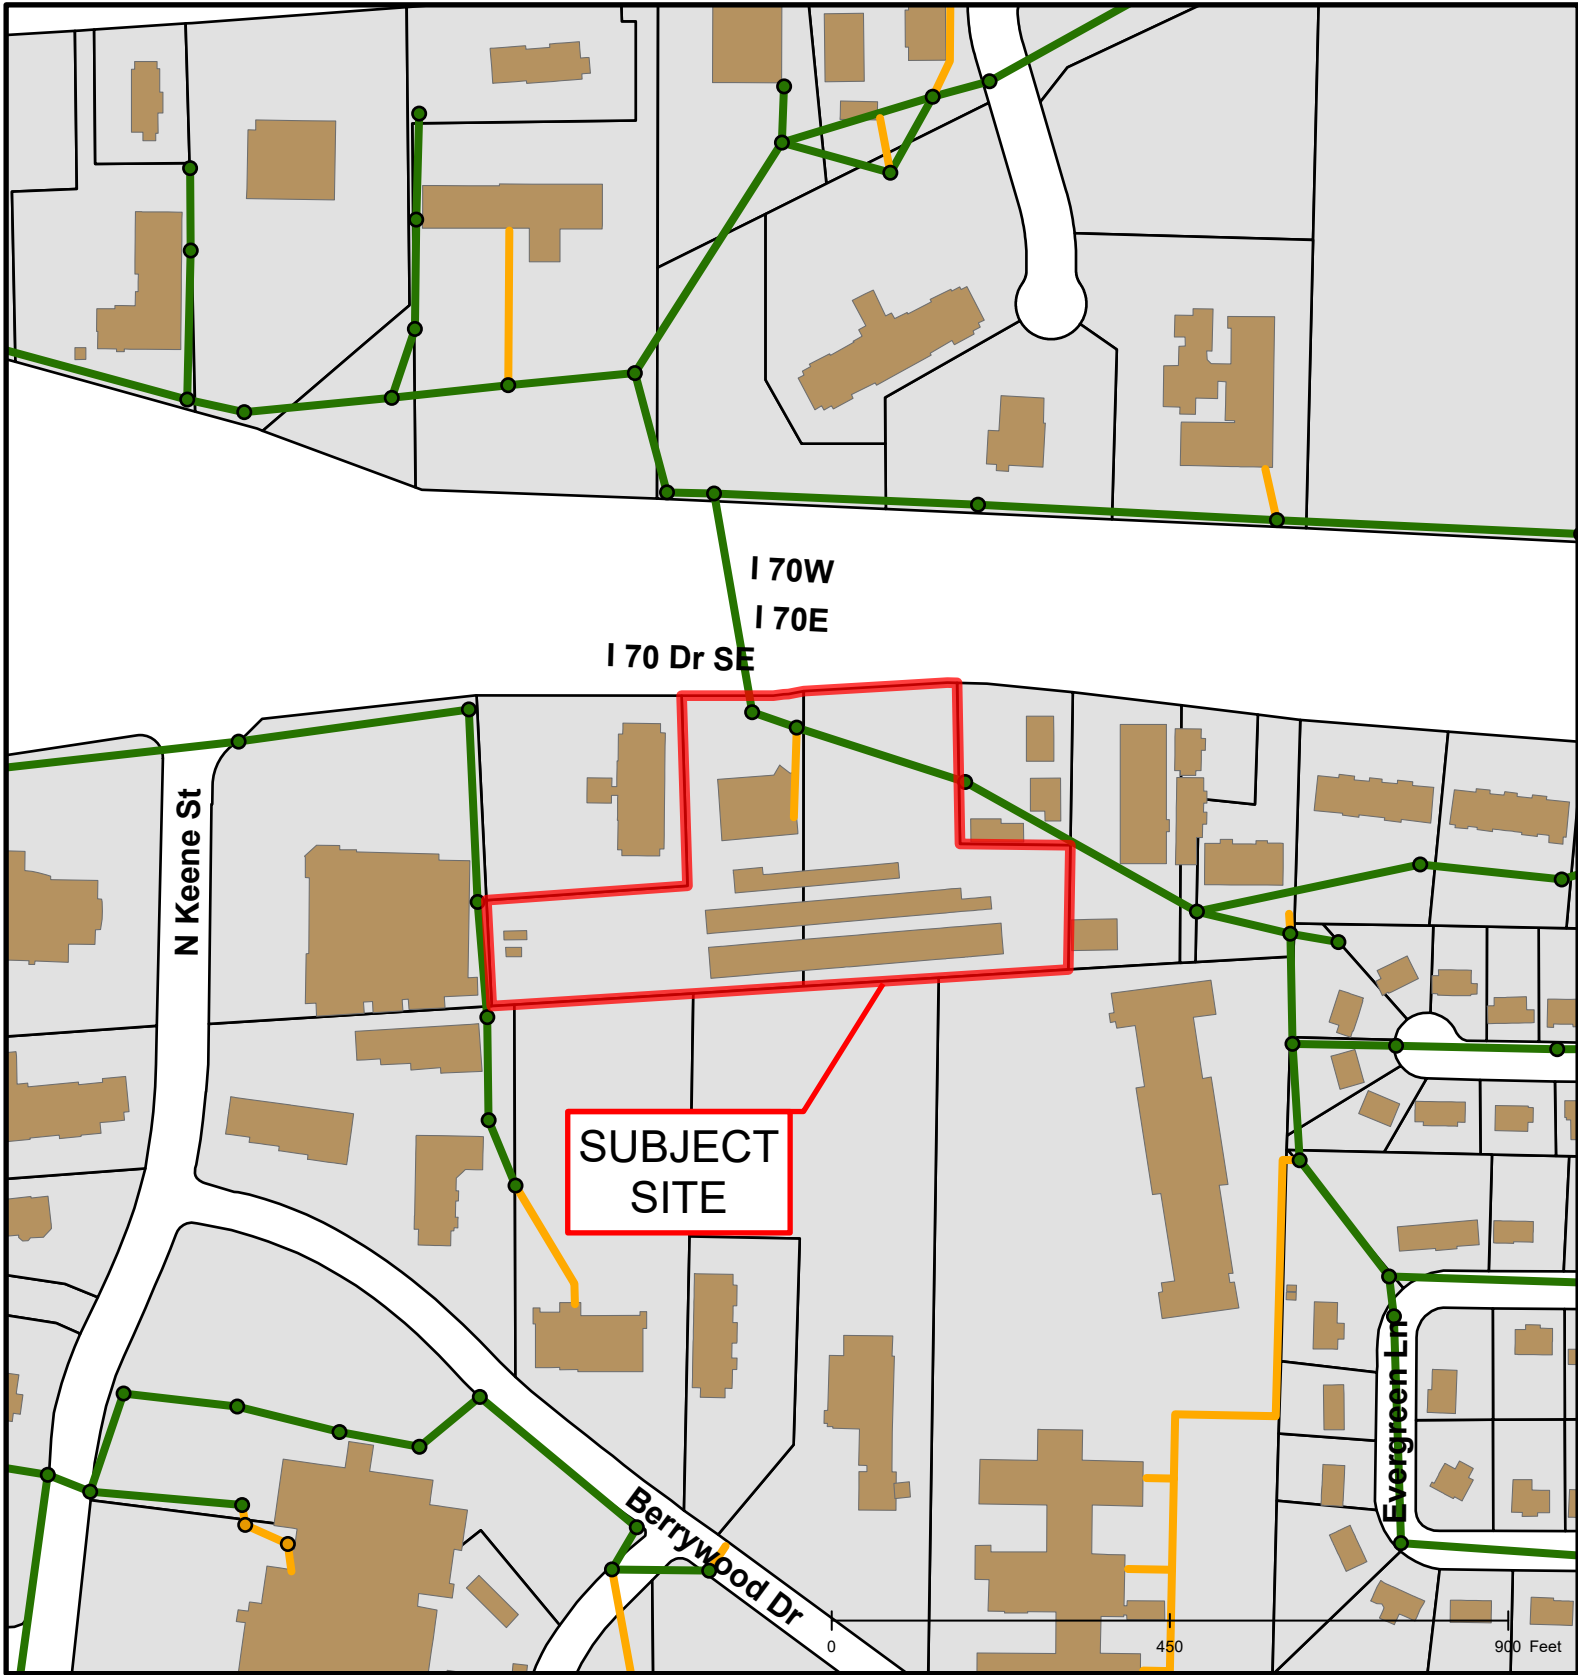 I 70W
I 70E
I 70 Dr SE
N Keene St
SUBJECT
SITE
Evergreen Ln
Berrywood Dr
0 450 900 Feet